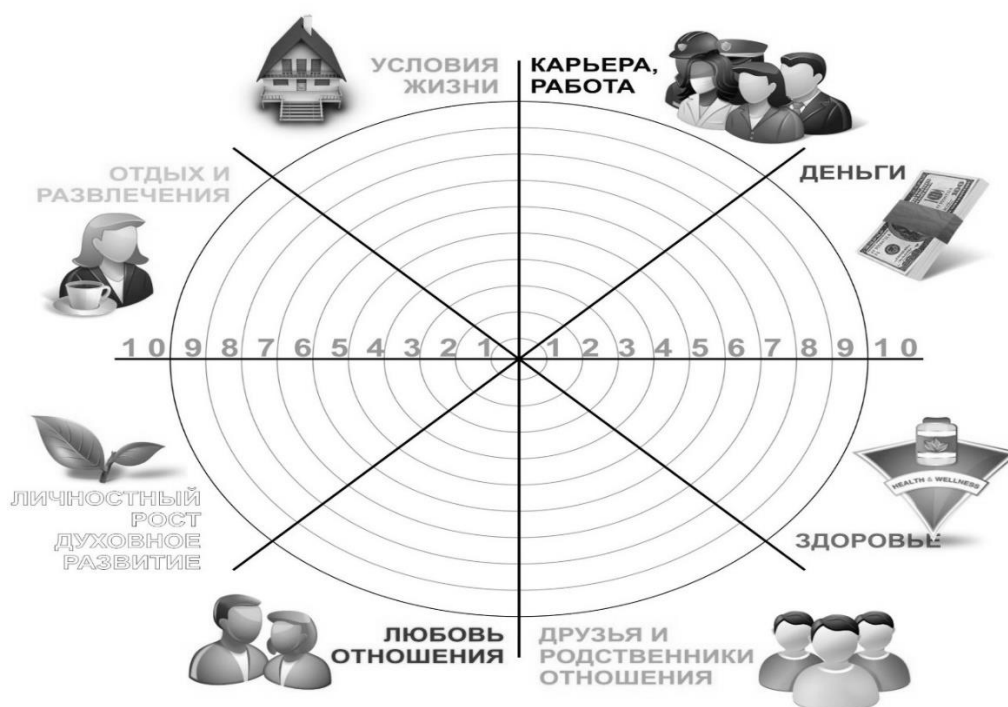 УСЛОВИЯ
ЖИЗНИ
КАРЬЕРА,
РАБОТА
ОТДЫХ И
РАЗВЛЕЧЕНИЯ
ДЕНЬГИ
10 9 8 7 6 5 4 3 2 1 1 2 3 4 5 6 7 8 9 10
HEALTH & WELLNESS
ЛИЧНОСТНЫЙ
РОСТ
ДУХОВНОЕ
РАЗВИТИЕ
ЗДОРОВЬЕ
ЛЮБОВЬ
ОТНОШЕНИЯ
ДРУЗЬЯ И
РОДСТВЕННИКИ
ОТНОШЕНИЯ